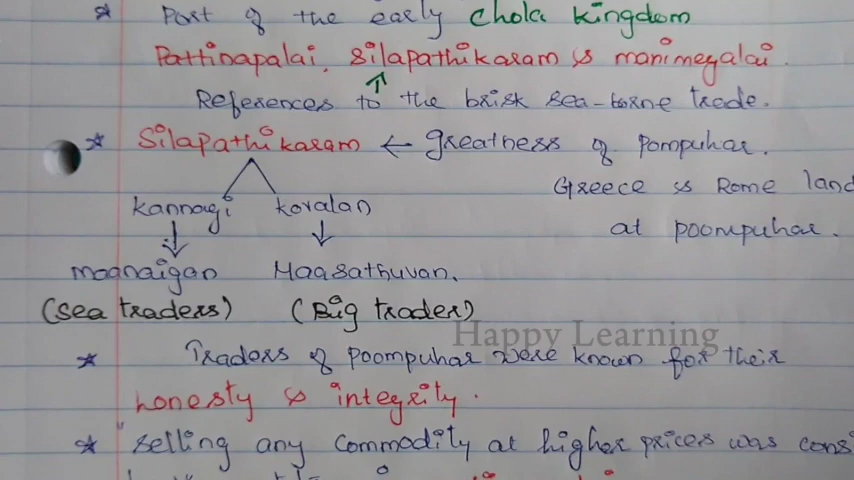 * Port of the early Chola Kingdom
Pattinapalai, Silapathikaram & manimegalai.
↑
References to the brisk sea-borne trade.
* Silapathikaram ← greatness of Pompuhar.
Greece & Rome land
kannagi kovalan
at poompuhar.
↓ ↓
maanaigan Maasathuvan.
(sea traders) (Big trader)
Happy Learning
* Traders of poompuhar were known for their
honesty & integrity.
* "selling any commodity at higher prices was cons